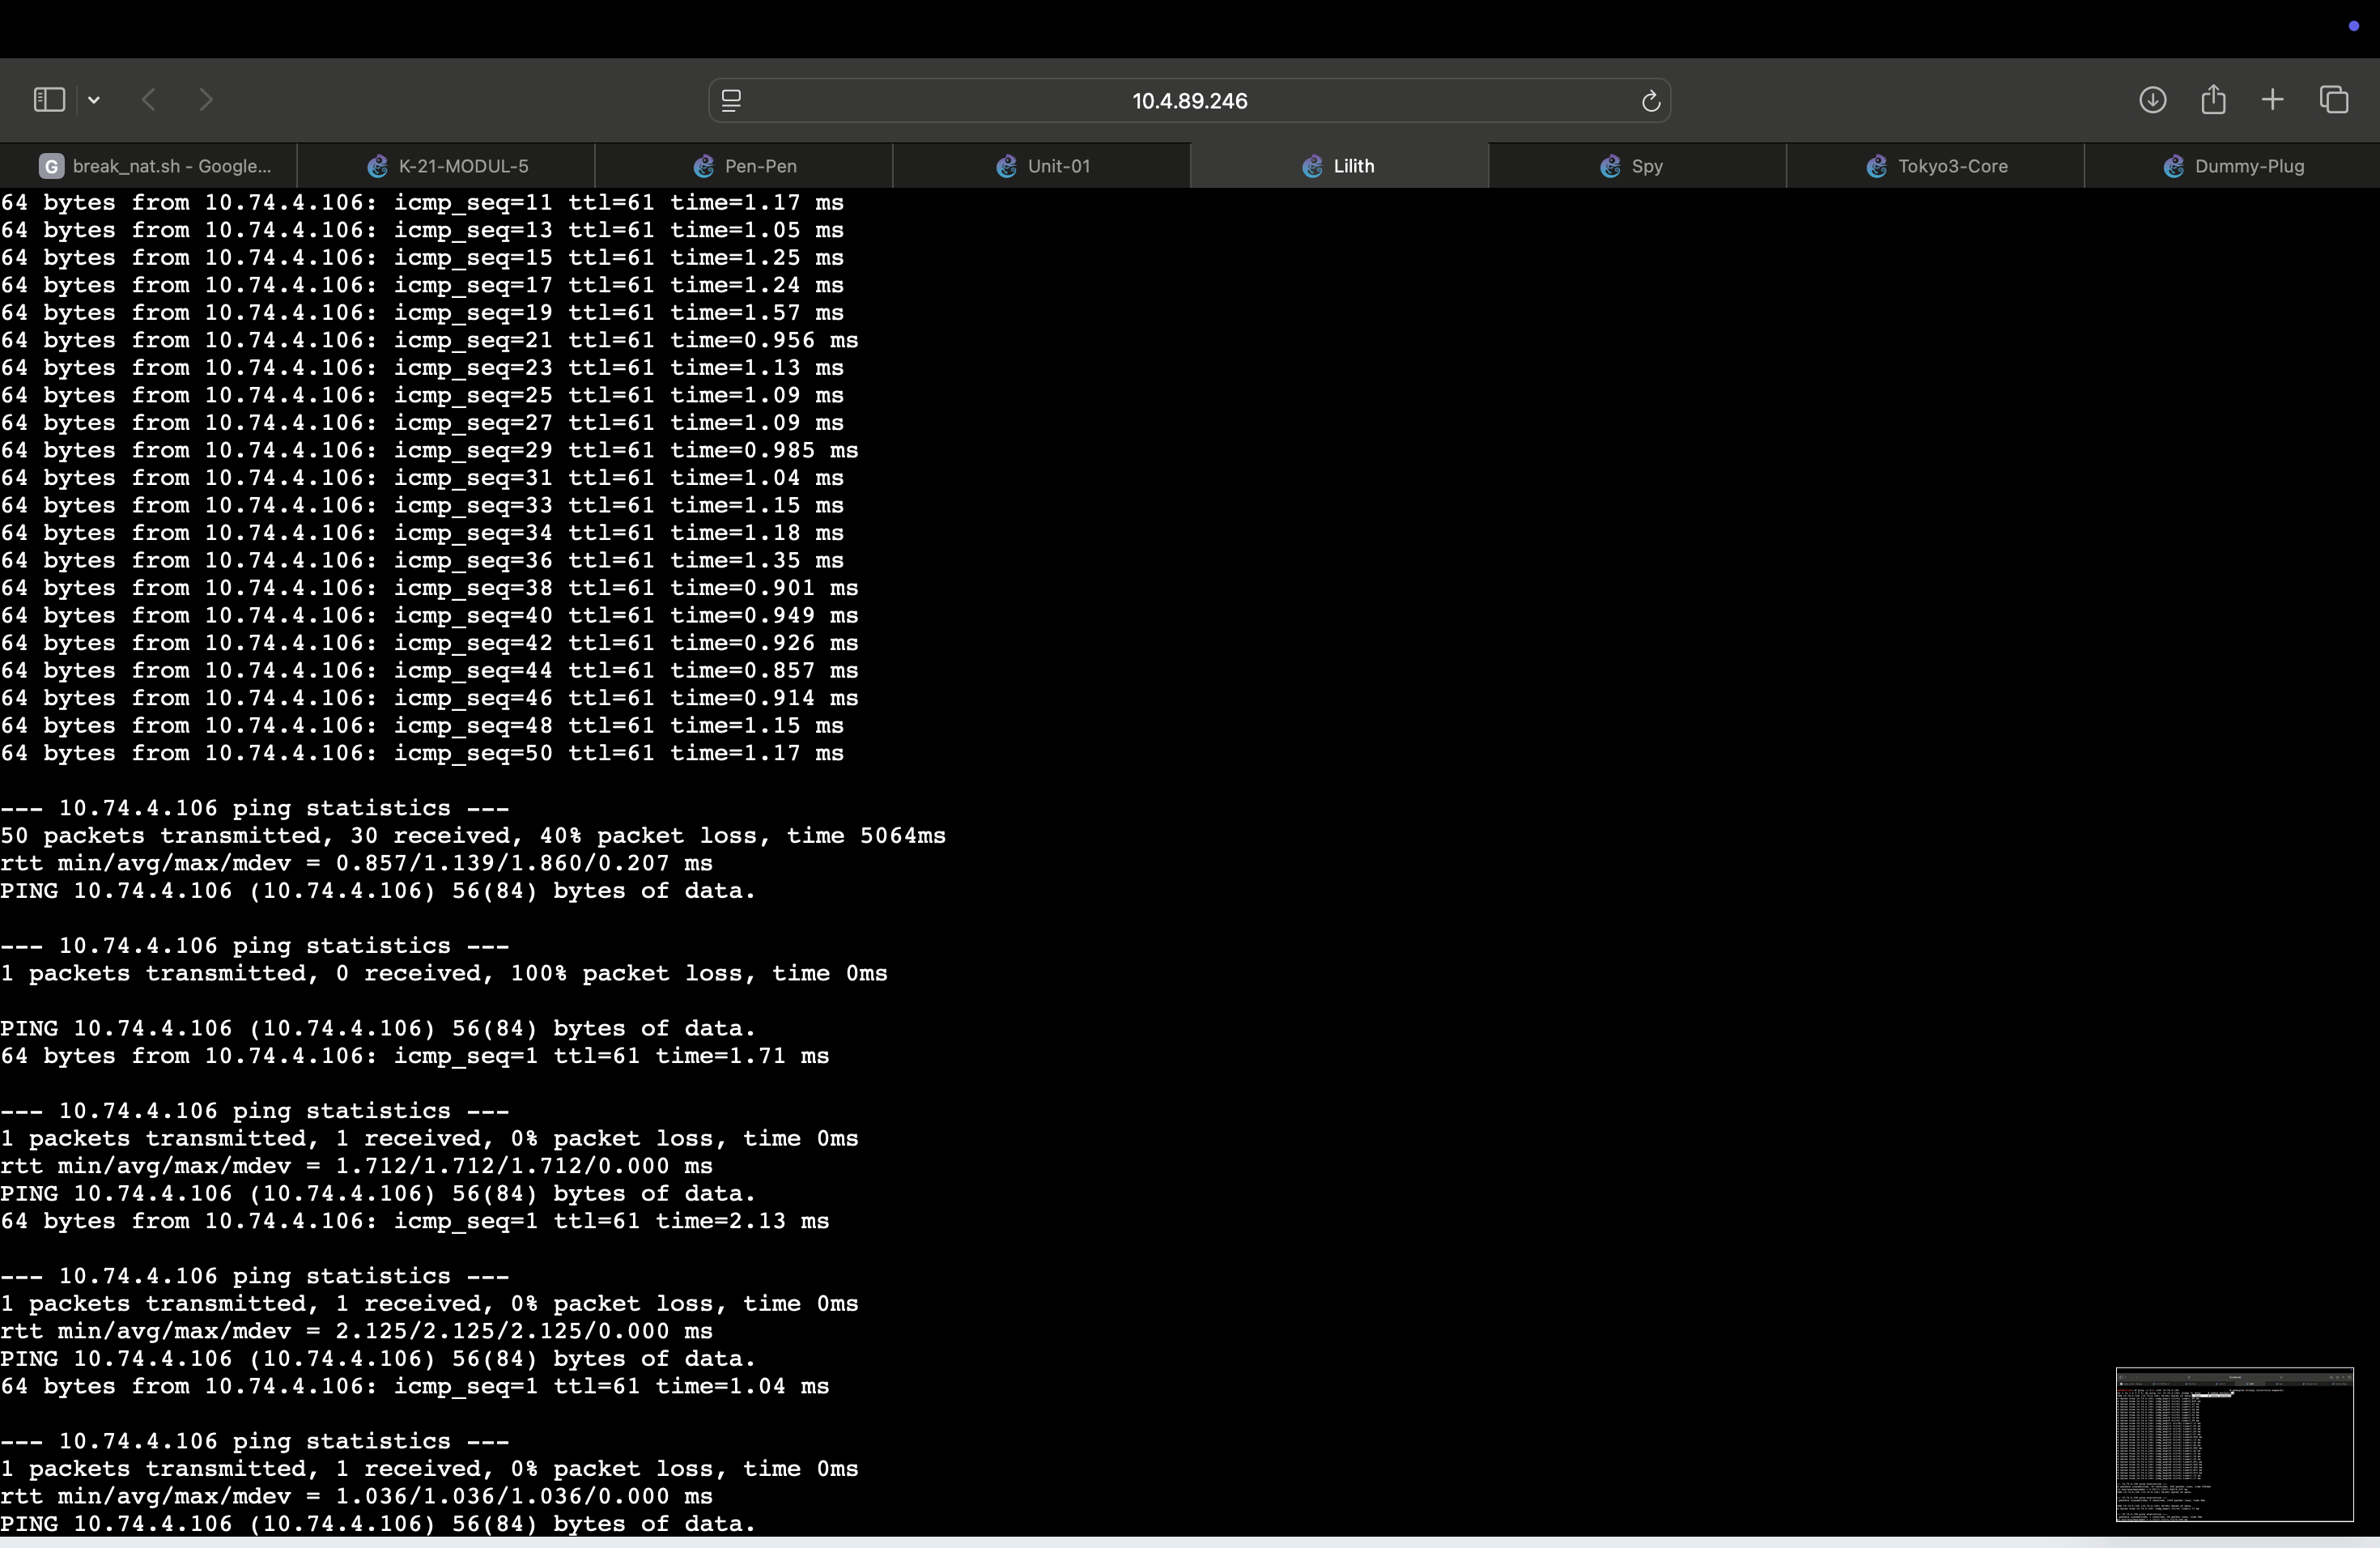 10.4.89.246
G break_nat.sh - Google...
K-21-MODUL-5
Pen-Pen
Unit-01
Lilith
Spy
Tokyo3-Core
Dummy-Plug
64 bytes from 10.74.4.106: icmp_seq=11 ttl=61 time=1.17 ms
64 bytes from 10.74.4.106: icmp_seq=13 ttl=61 time=1.05 ms
64 bytes from 10.74.4.106: icmp_seq=15 ttl=61 time=1.25 ms
64 bytes from 10.74.4.106: icmp_seq=17 ttl=61 time=1.24 ms
64 bytes from 10.74.4.106: icmp_seq=19 ttl=61 time=1.57 ms
64 bytes from 10.74.4.106: icmp_seq=21 ttl=61 time=0.956 ms
64 bytes from 10.74.4.106: icmp_seq=23 ttl=61 time=1.13 ms
64 bytes from 10.74.4.106: icmp_seq=25 ttl=61 time=1.09 ms
64 bytes from 10.74.4.106: icmp_seq=27 ttl=61 time=1.09 ms
64 bytes from 10.74.4.106: icmp_seq=29 ttl=61 time=0.985 ms
64 bytes from 10.74.4.106: icmp_seq=31 ttl=61 time=1.04 ms
64 bytes from 10.74.4.106: icmp_seq=33 ttl=61 time=1.15 ms
64 bytes from 10.74.4.106: icmp_seq=34 ttl=61 time=1.18 ms
64 bytes from 10.74.4.106: icmp_seq=36 ttl=61 time=1.35 ms
64 bytes from 10.74.4.106: icmp_seq=38 ttl=61 time=0.901 ms
64 bytes from 10.74.4.106: icmp_seq=40 ttl=61 time=0.949 ms
64 bytes from 10.74.4.106: icmp_seq=42 ttl=61 time=0.926 ms
64 bytes from 10.74.4.106: icmp_seq=44 ttl=61 time=0.857 ms
64 bytes from 10.74.4.106: icmp_seq=46 ttl=61 time=0.914 ms
64 bytes from 10.74.4.106: icmp_seq=48 ttl=61 time=1.15 ms
64 bytes from 10.74.4.106: icmp_seq=50 ttl=61 time=1.17 ms
--- 10.74.4.106 ping statistics ---
50 packets transmitted, 30 received, 40% packet loss, time 5064ms
rtt min/avg/max/mdev = 0.857/1.139/1.860/0.207 ms
PING 10.74.4.106 (10.74.4.106) 56(84) bytes of data.
--- 10.74.4.106 ping statistics ---
1 packets transmitted, 0 received, 100% packet loss, time 0ms
PING 10.74.4.106 (10.74.4.106) 56(84) bytes of data.
64 bytes from 10.74.4.106: icmp_seq=1 ttl=61 time=1.71 ms
--- 10.74.4.106 ping statistics ---
1 packets transmitted, 1 received, 0% packet loss, time 0ms
rtt min/avg/max/mdev = 1.712/1.712/1.712/0.000 ms
PING 10.74.4.106 (10.74.4.106) 56(84) bytes of data.
64 bytes from 10.74.4.106: icmp_seq=1 ttl=61 time=2.13 ms
--- 10.74.4.106 ping statistics ---
1 packets transmitted, 1 received, 0% packet loss, time 0ms
rtt min/avg/max/mdev = 2.125/2.125/2.125/0.000 ms
PING 10.74.4.106 (10.74.4.106) 56(84) bytes of data.
64 bytes from 10.74.4.106: icmp_seq=1 ttl=61 time=1.04 ms
--- 10.74.4.106 ping statistics ---
1 packets transmitted, 1 received, 0% packet loss, time 0ms
rtt min/avg/max/mdev = 1.036/1.036/1.036/0.000 ms
PING 10.74.4.106 (10.74.4.106) 56(84) bytes of data.